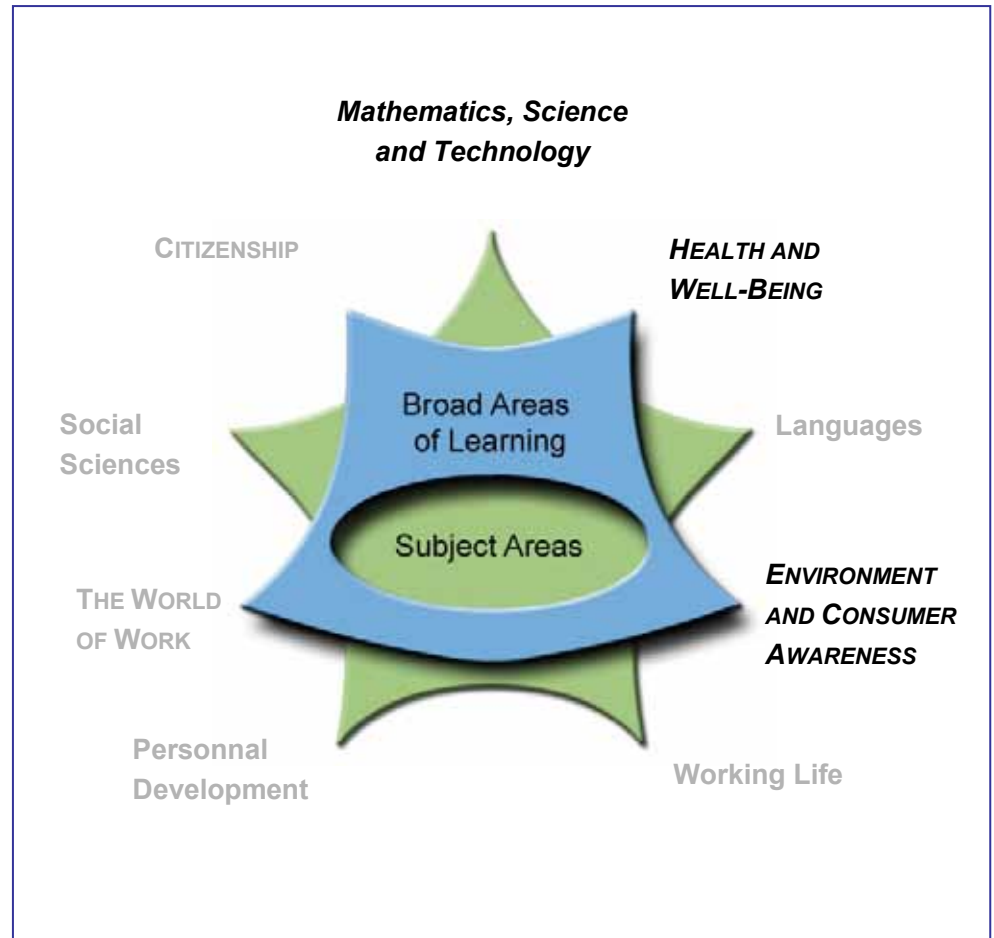 Mathematics, Science
and Technology
CITIZENSHIP
HEALTH AND
WELL-BEING
Broad Areas
of Learning
Social
Sciences
Languages
Subject Areas
THE WORLD
OF WORK
ENVIRONMENT
AND CONSUMER
AWARENESS
Personnal
Development
Working Life